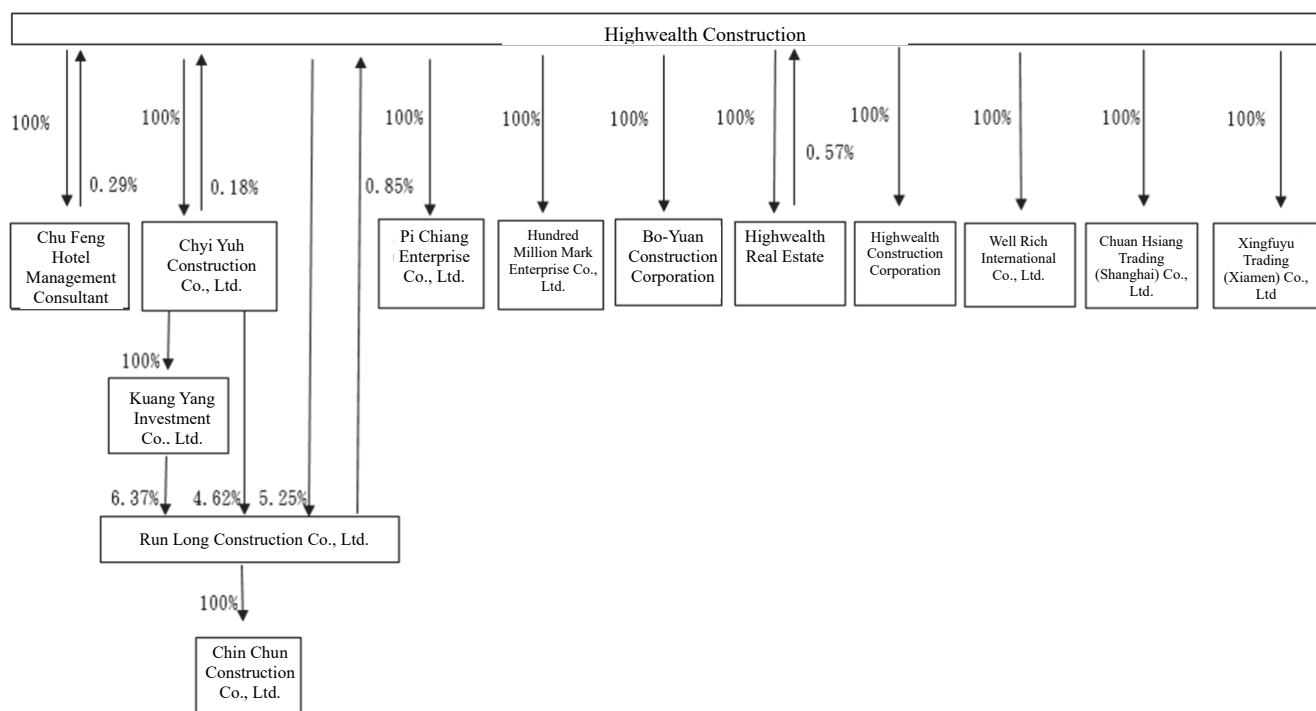 Highwealth Construction
100%
0.29%
100%
0.18%
0.85%
100%
100%
100%
100%
0.57%
100%
100%
100%
100%
Chu Feng
Hotel
Management
Consultant
Chyi Yuh
Construction
Co., Ltd.
Pi Chiang
Enterprise
Co., Ltd.
Hundred
Million Mark
Enterprise Co.,
Ltd.
Bo-Yuan
Construction
Corporation
Highwealth
Real Estate
Highwealth
Construction
Corporation
Well Rich
International
Co., Ltd.
Chuan Hsiang
Trading
(Shanghai) Co.,
Ltd.
Xingfuyu
Trading
(Xiamen) Co.,
Ltd
100%
Kuang Yang
Investment
Co.. Ltd.
6.37%
4.62%
5.25%
Run Long Construction Co., Ltd.
100%
Chin Chun
Construction
Co., Ltd.